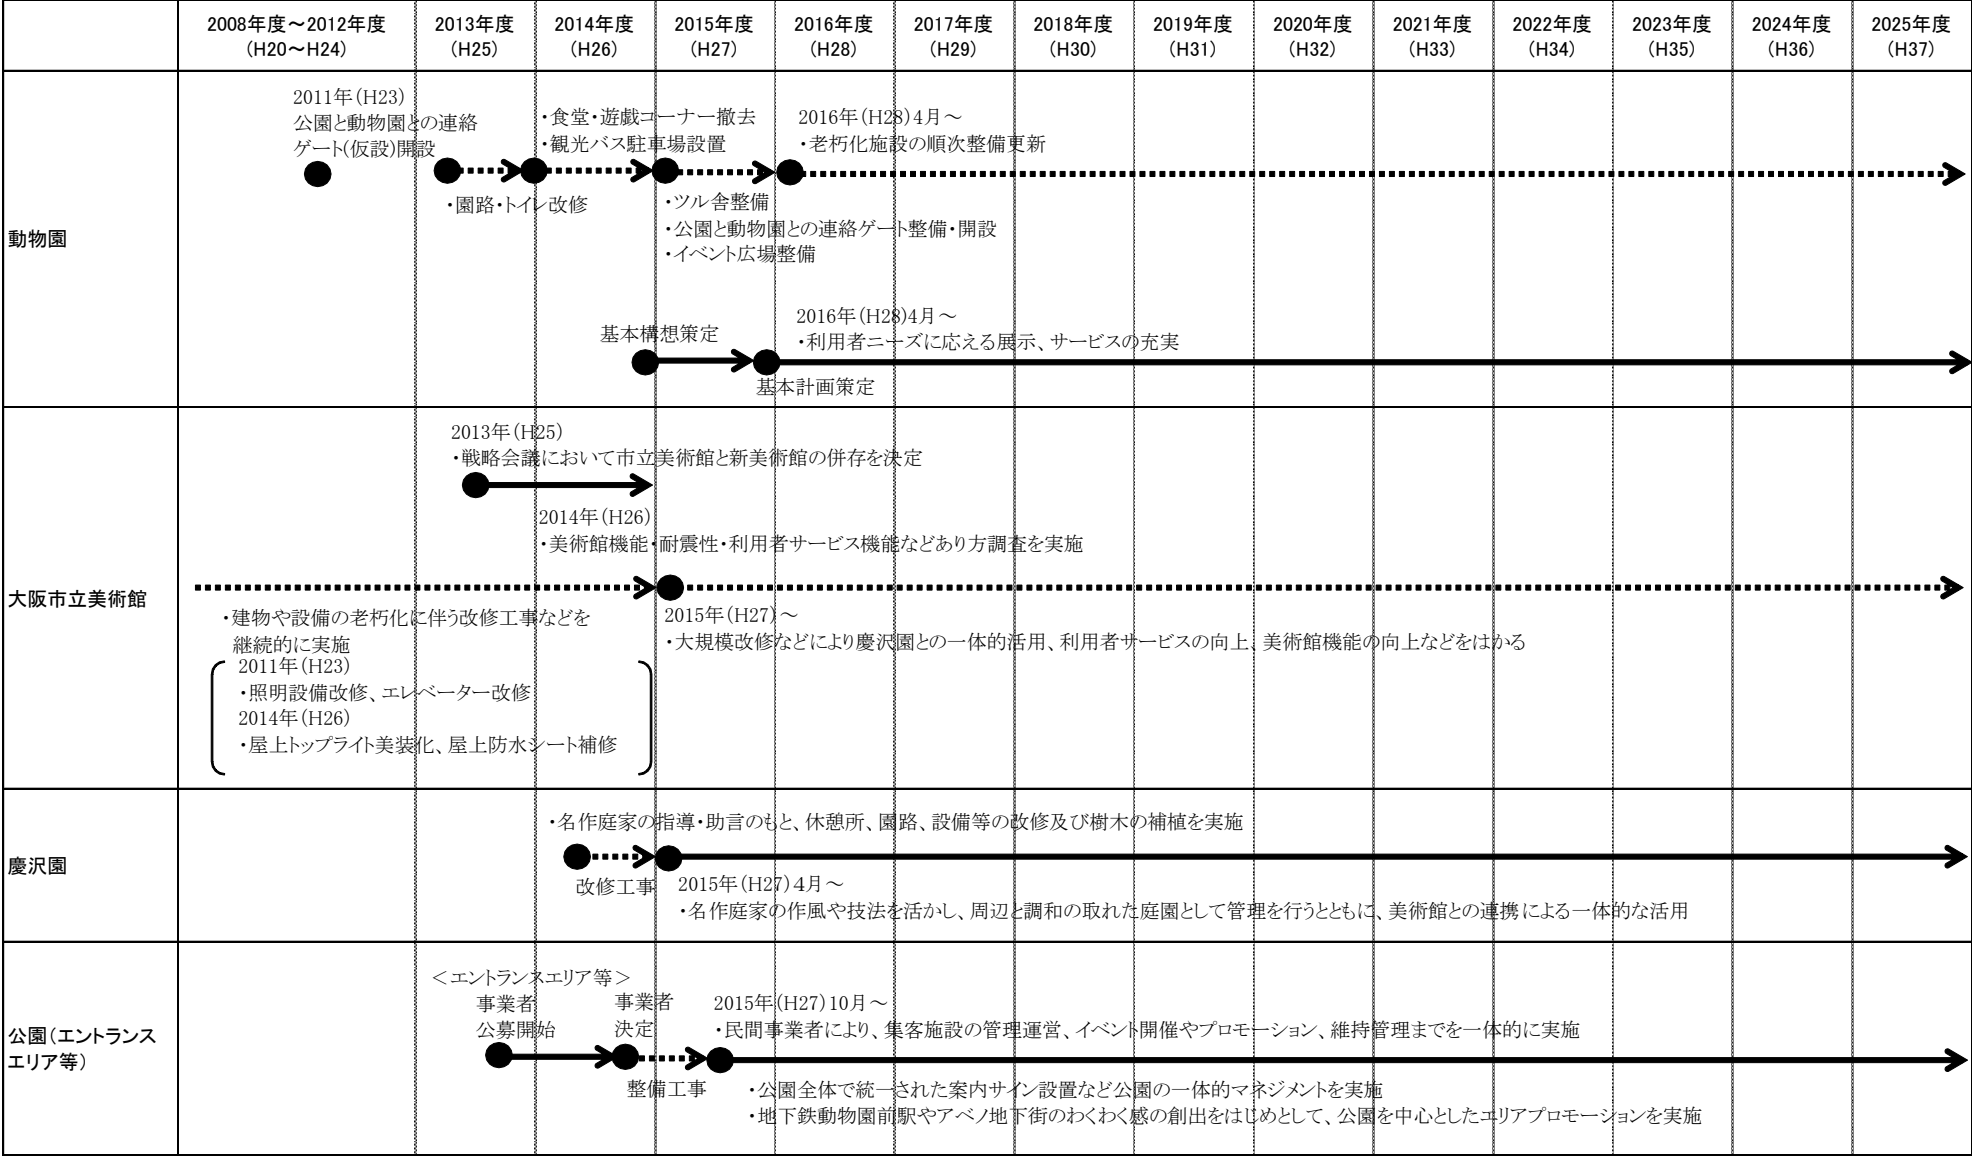 2008年度～2012年度
（H20～H24）
2013年度
（H25）
2014年度
（H26）
2015年度
（H27）
2016年度
（H28）
2017年度
（H29）
2018年度
（H30）
2019年度
（H31）
2020年度
（H32）
2021年度
（H33）
2022年度
（H34）
2023年度
（H35）
2024年度
（H36）
2025年度
（H37）
動物園
2011年（H23）
公園と動物園との連絡
ゲート（仮設）開設
・園路・トイレ改修
・食堂・遊戯コーナー撤去
・観光バス駐車場設置
・ツル舎整備
・公園と動物園との連絡ゲート整備・開設
・イベント広場整備
2016年（H28）4月～
・老朽化施設の順次整備更新
基本構想策定
基本計画策定
2016年（H28）4月～
・利用者ニーズに応える展示、サービスの充実
大阪市立美術館
2013年（H25）
・戦略会議において市立美術館と新美術館の併存を決定
2014年（H26）
・美術館機能・耐震性・利用者サービス機能などあり方調査を実施
・建物や設備の老朽化に伴う改修工事などを
継続的に実施
2011年（H23）
・照明設備改修、エレベーター改修
2014年（H26）
・屋上トップライト美装化、屋上防水シート補修
2015年（H27）～
・大規模改修などにより慶沢園との一体的活用、利用者サービスの向上、美術館機能の向上などをはかる
慶沢園
・名作庭家の指導・助言のもと、休憩所、園路、設備等の改修及び樹木の補植を実施
改修工事
2015年（H27）4月～
・名作庭家の作風や技法を活かし、周辺と調和の取れた庭園として管理を行うとともに、美術館との連携による一体的な活用
公園（エントランス
エリア等）
＜エントランスエリア等＞
事業者
公募開始
事業者
決定
整備工事
2015年（H27）10月～
・民間事業者により、集客施設の管理運営、イベント開催やプロモーション、維持管理までを一体的に実施
・公園全体で統一された案内サイン設置など公園の一体的マネジメントを実施
・地下鉄動物園前駅やアベノ地下街のわくわく感の創出をはじめとして、公園を中心としたエリアプロモーションを実施